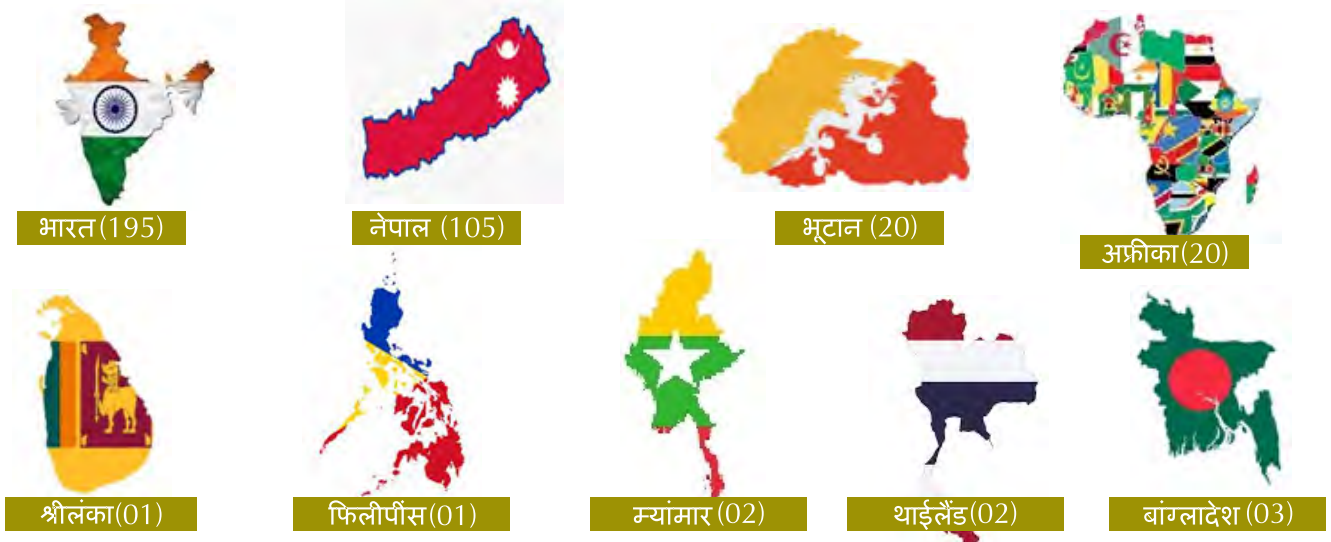 भारत(195)
नेपाल (105)
भूटान (20)
अफ्रीका(20)
श्रीलंका(01)
फिलीपींस(01)
म्यांमार (02)
थाईलैंड(02)
बांग्लादेश (03)